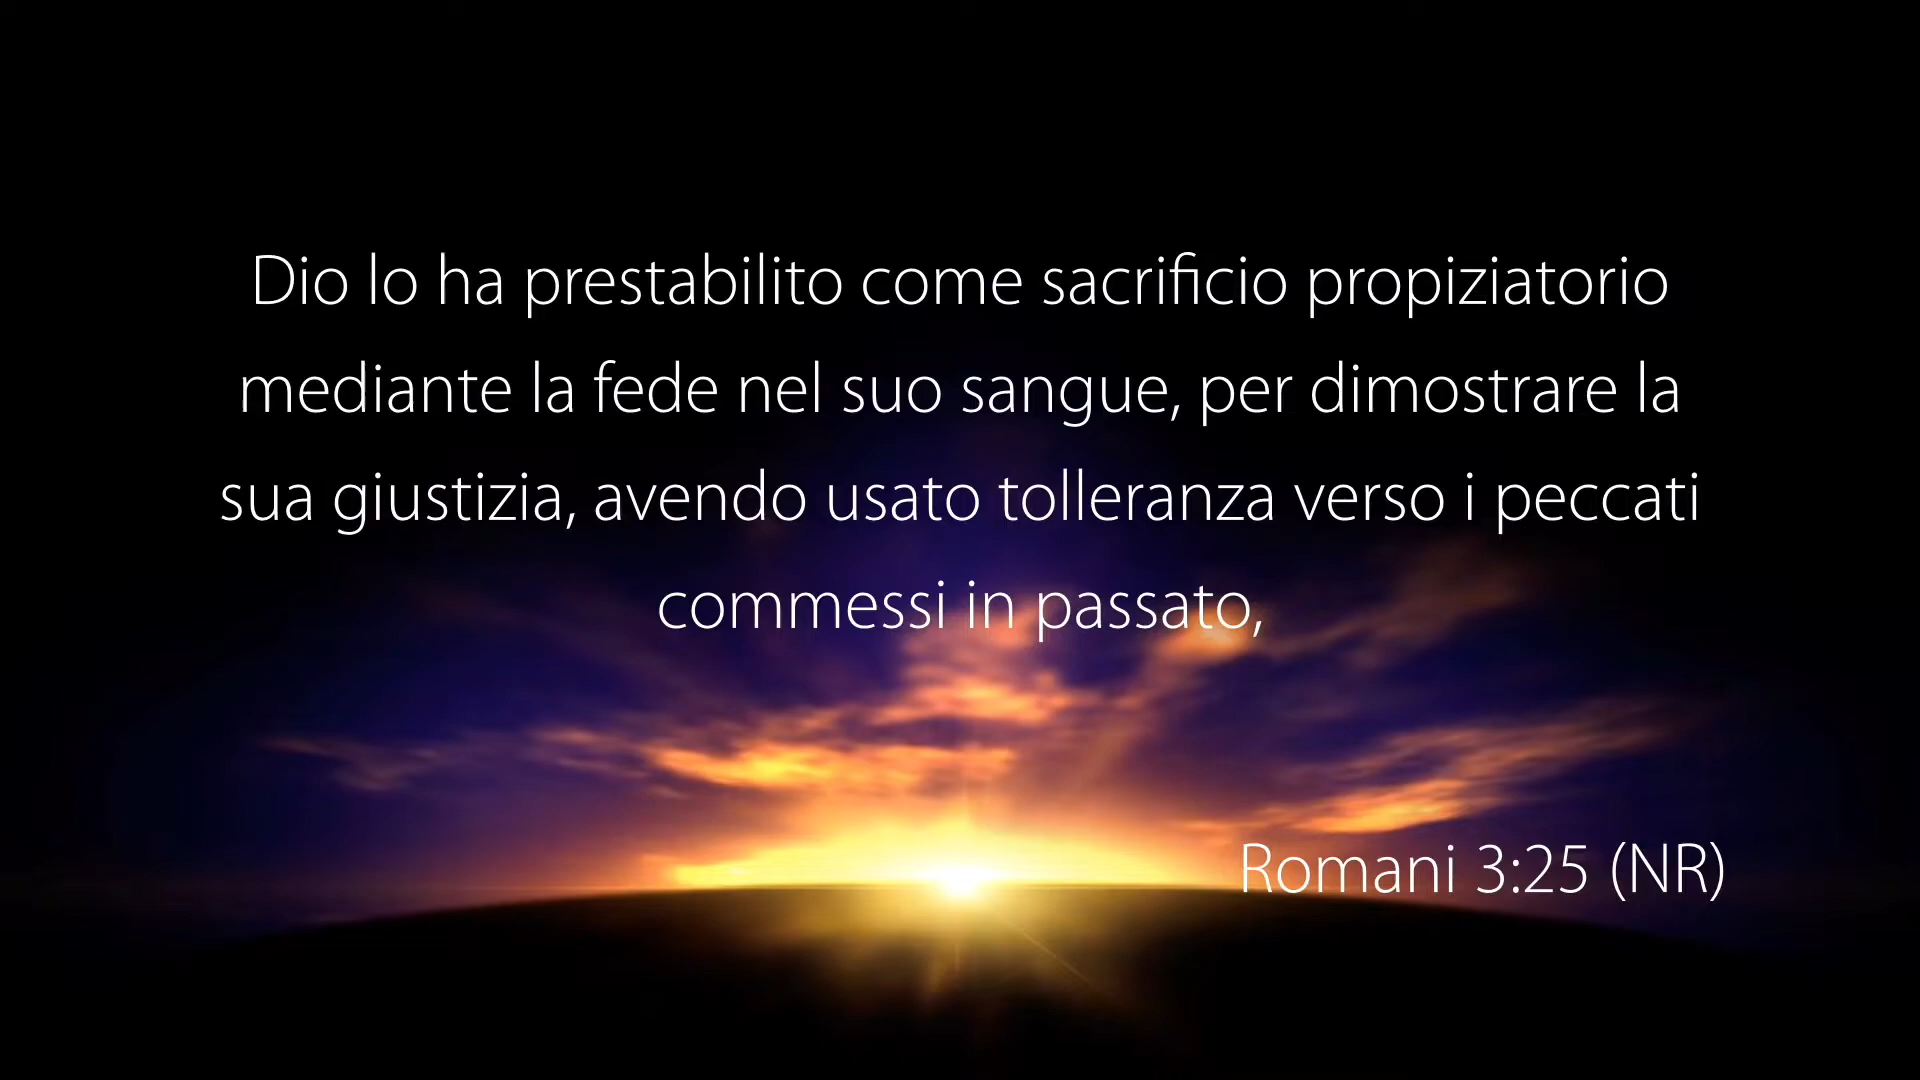 Dio lo ha prestabilito come sacrificio propiziatorio
mediante la fede nel suo sangue, per dimostrare la
sua giustizia, avendo usato tolleranza verso i peccati
commessi in passato,
Romani 3:25 (NR)